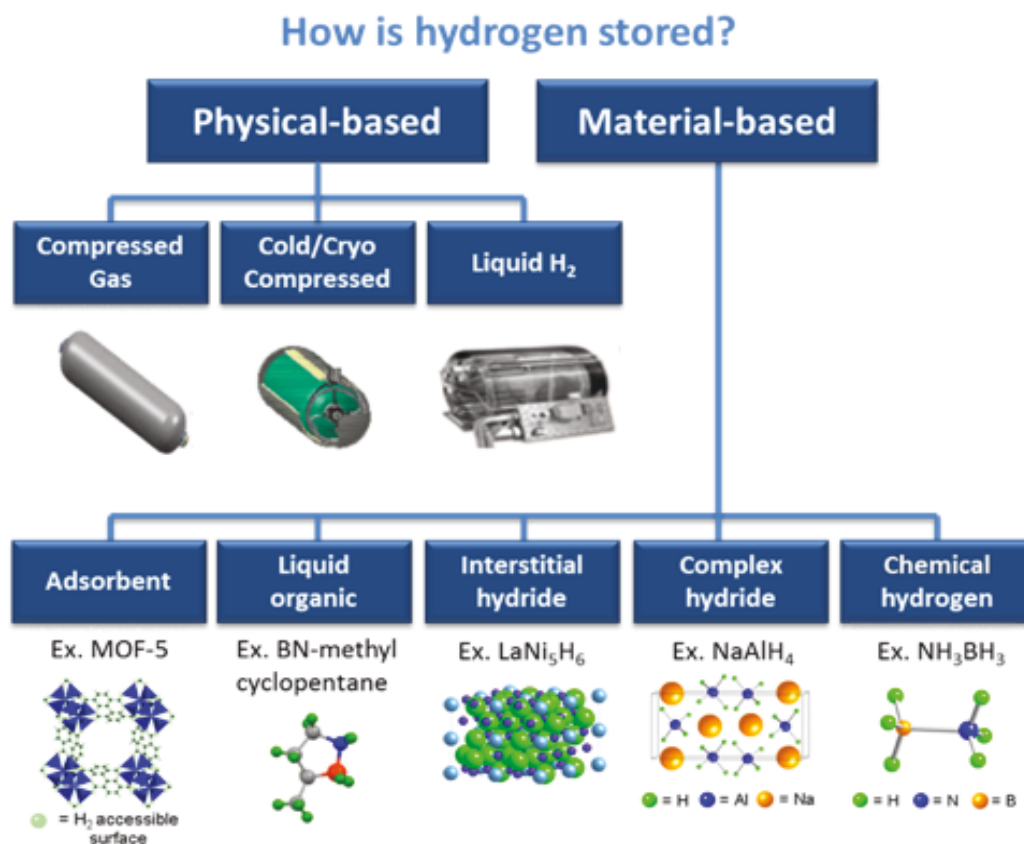 How is hydrogen stored?
Physical-based
Material-based
Compressed
Gas
Cold/Cryo
Compressed
Liquid H₂
Adsorbent
Liquid
organic
Interstitial
hydride
Complex
hydride
Chemical
hydrogen
Ex. MOF-5
Ex. BN-methyl
cyclopentane
Ex. LaNi₅H₆
Ex. NaAlH₄
Ex. NH₃BH₃
= H₂ accessible
surface
= H = Al = Na
= H = N = B